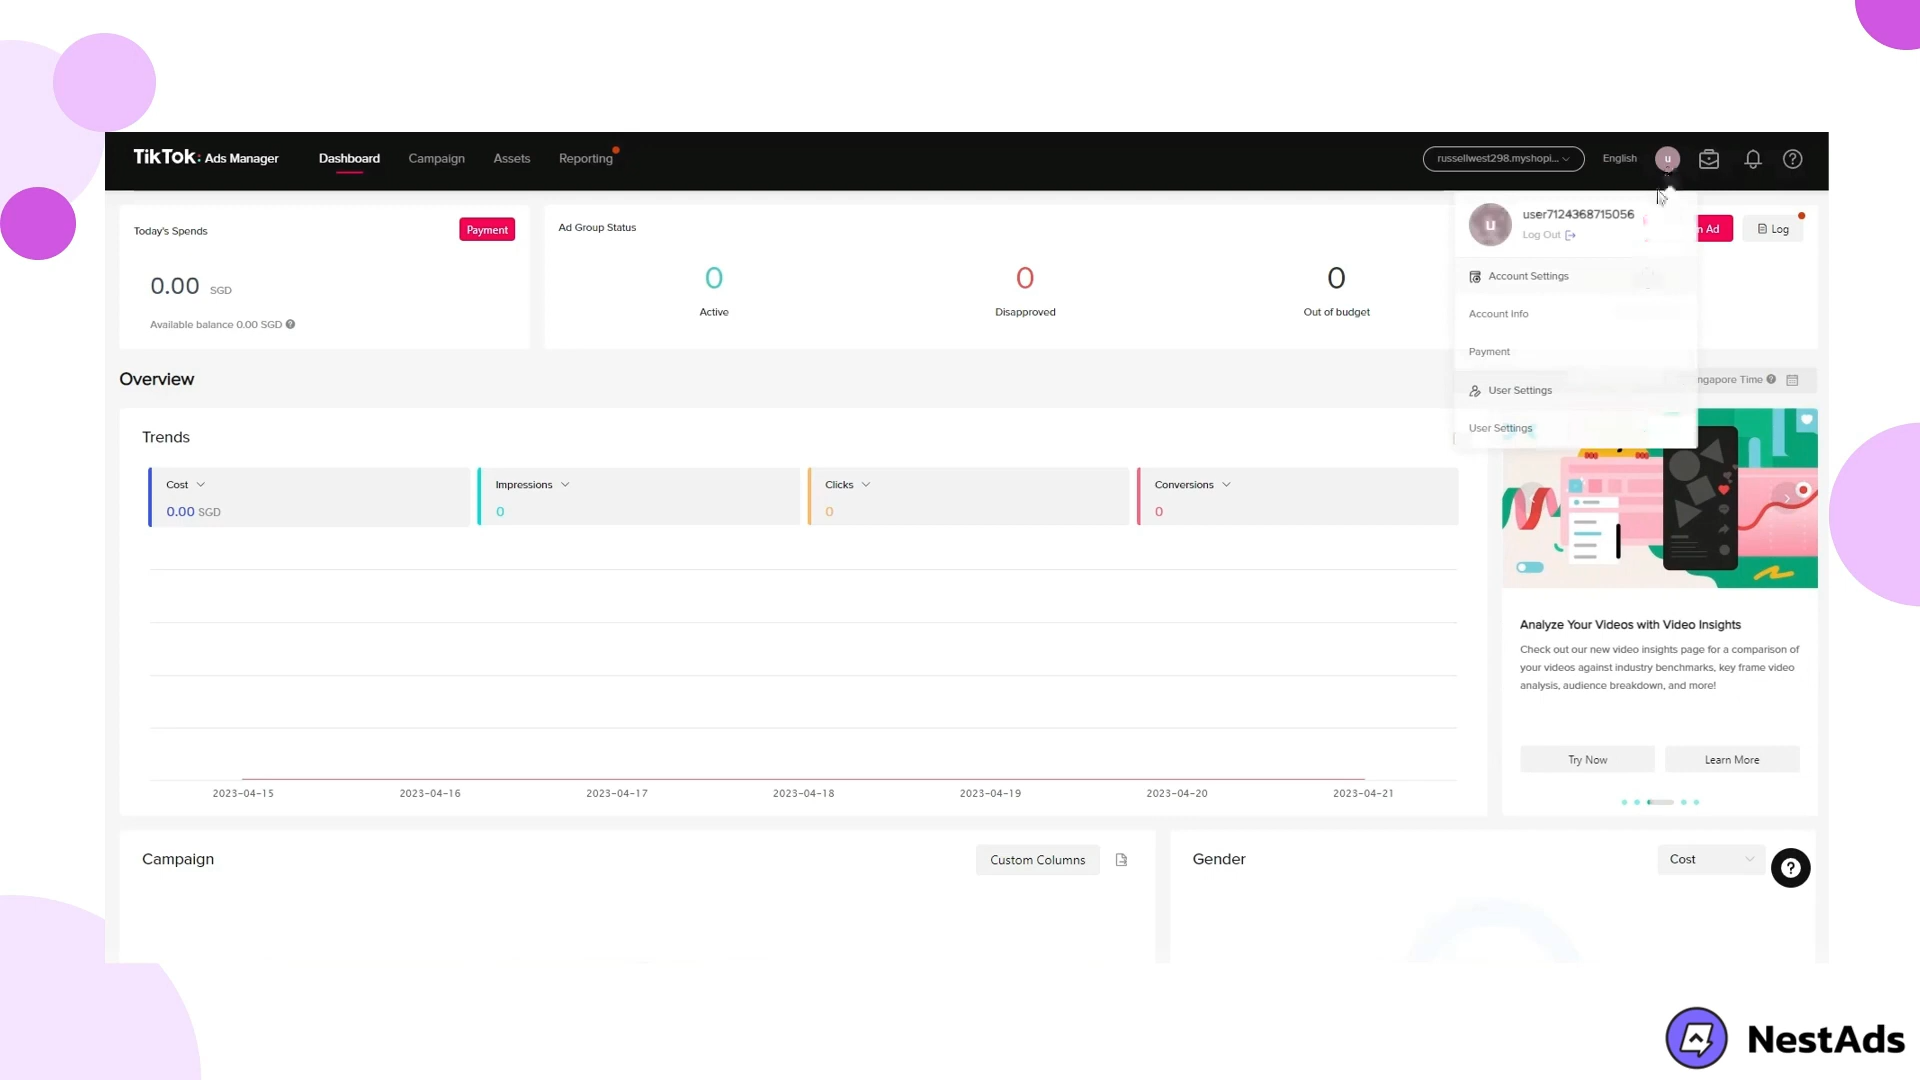 TikTok: Ads Manager
Dashboard
Campaign
Assets
Reporting
russellwest298.myshopi...
English
u
Today's Spends
Payment
0.00 SGD
Available balance 0.00 SGD
Ad Group Status
0
Active
0
Disapproved
0
Out of budget
u
user7124368715056
Log Out
Account Settings
Account Info
Payment
User Settings
User Settings
Ad
Log
Overview
Time
Trends
Cost
0.00 SGD
Impressions
0
Clicks
0
Conversions
0
2023-04-15
2023-04-16
2023-04-17
2023-04-18
2023-04-19
2023-04-20
2023-04-21
Analyze Your Videos with Video Insights
Check out our new video insights page for a comparison of
your videos against industry benchmarks, key frame video
analysis, audience breakdown, and more!
Try Now
Learn More
Campaign
Custom Columns
Gender
Cost
NestAds